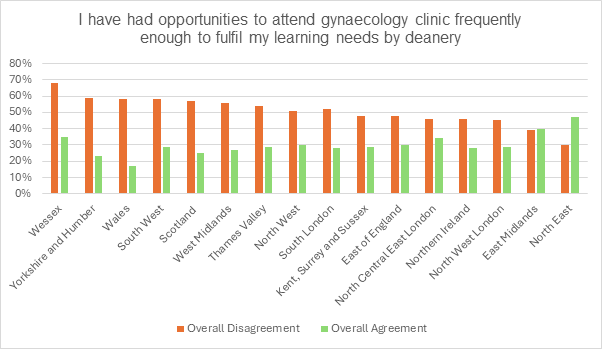 I have had opportunities to attend gynaecology clinic frequently
enough to fulfil my learning needs by deanery
80%
70%
60%
50%
40%
30%
20%
10%
0%
Wessex
Yorkshire and Humber
Wales
South West
Scotland
West Midlands
Thames Valley
North West
South London
Kent, Surrey and Sussex
East of England
North Central East London
Northern Ireland
North West London
East Midlands
North East
Overall Disagreement
Overall Agreement